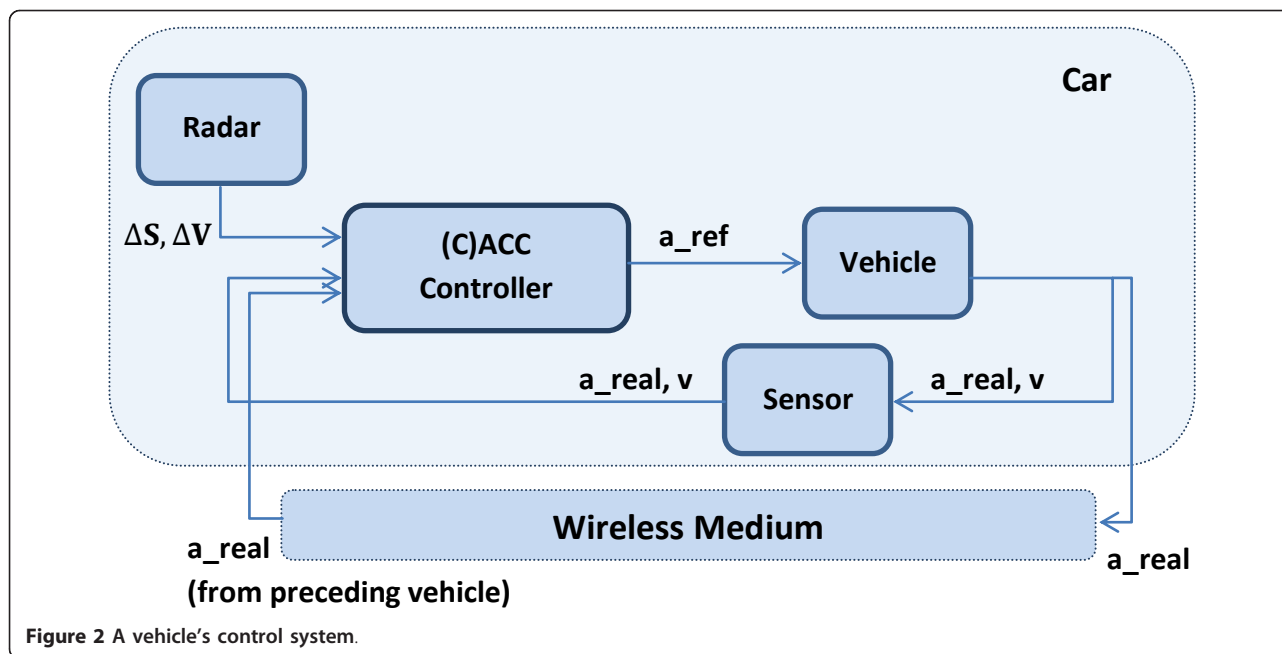 Car
Radar
ΔS, ΔV
(C)ACC
Controller
a_ref
Vehicle
a_real, v
Sensor
a_real, v
Wireless Medium
a_real
(from preceding vehicle)
a_real
Figure 2 A vehicle's control system.